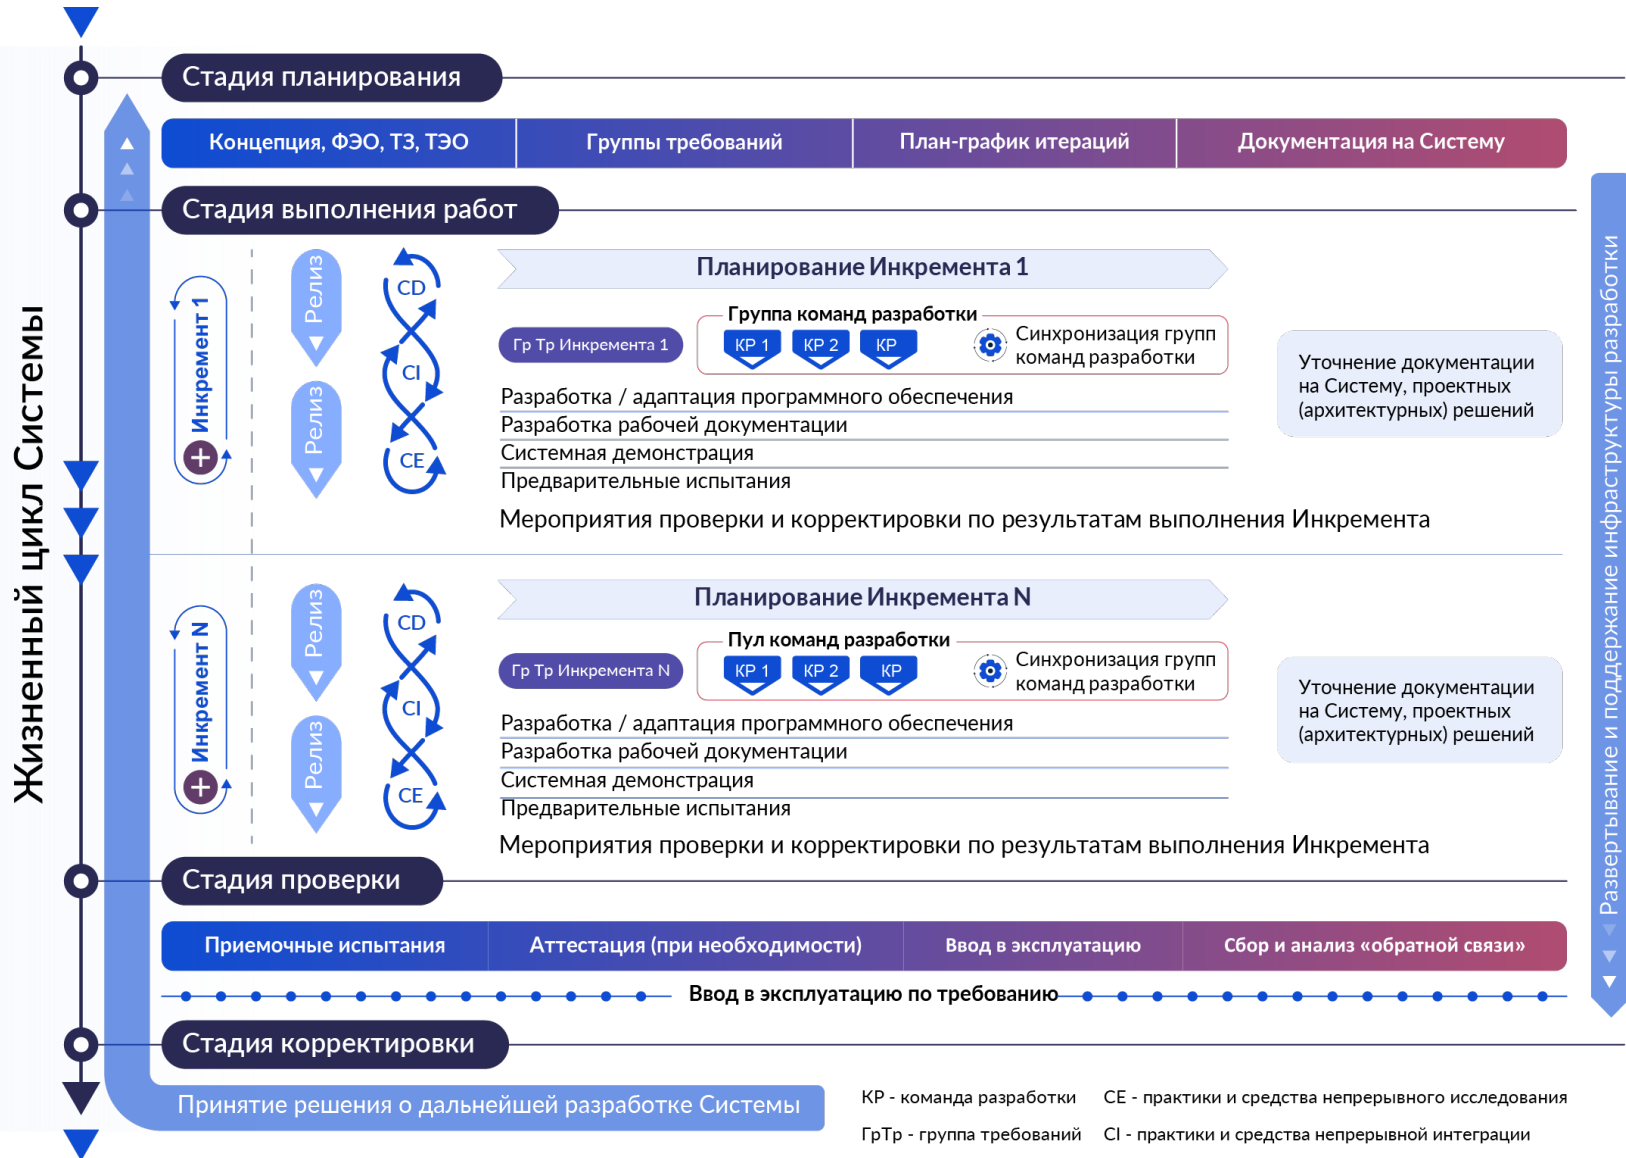 Жизненный цикл Системы
Стадия планирования
Концепция, ФЭО, ТЗ, ТЭО
Группы требований
План-график итераций
Документация на Систему
Стадия выполнения работ
Инкремент 1
Релиз
Релиз
CD
CI
CE
Планирование Инкремента 1
Гр Тр Инкремента 1
Группа команд разработки
КР 1
КР 2
КР
Синхронизация групп
команд разработки
Разработка / адаптация программного обеспечения
Разработка рабочей документации
Системная демонстрация
Предварительные испытания
Уточнение документации
на Систему, проектных
(архитектурных) решений
Мероприятия проверки и корректировки по результатам выполнения Инкремента
Инкремент N
Релиз
Релиз
CD
CI
CE
Планирование Инкремента N
Гр Тр Инкремента N
Пул команд разработки
КР 1
КР 2
КР
Синхронизация групп
команд разработки
Разработка / адаптация программного обеспечения
Разработка рабочей документации
Системная демонстрация
Предварительные испытания
Уточнение документации
на Систему, проектных
(архитектурных) решений
Мероприятия проверки и корректировки по результатам выполнения Инкремента
Развертывание и поддержание инфраструктуры разработки
Стадия проверки
Приемочные испытания
Аттестация (при необходимости)
Ввод в эксплуатацию
Сбор и анализ «обратной связи»
Ввод в эксплуатацию по требованию
Стадия корректировки
Принятие решения о дальнейшей разработке Системы
КР - команда разработки
СЕ - практики и средства непрерывного исследования
ГрТр - группа требований
CI - практики и средства непрерывной интеграции